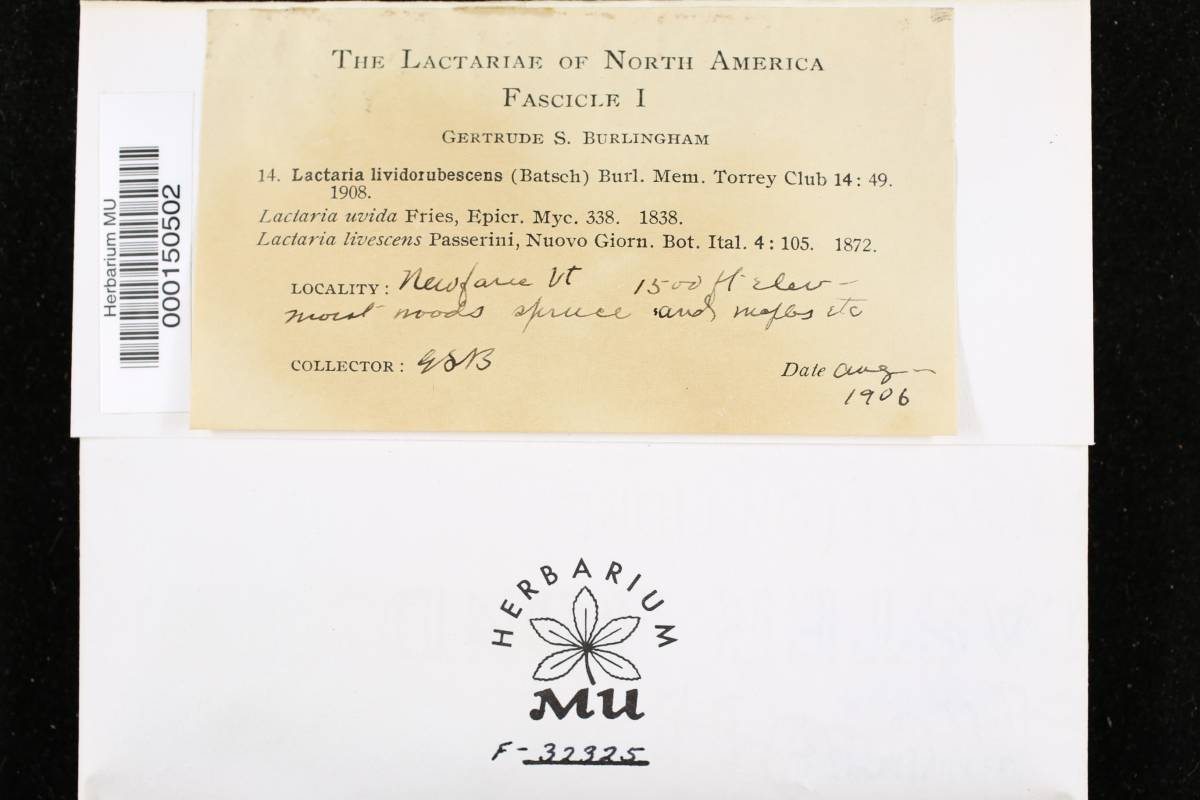 THE LACTARIAE OF NORTH AMERICA
FASCICLE I
GERTRUDE S. BURLINGHAM
14. Lactaria lividorubescens (Batsch) Burl. Mem. Torrey Club 14: 49.
1908.
Lactaria uvida Fries, Epicr. Myc. 338. 1838.
Lactaria livescens Passerini, Nuovo Giorn. Bot. Ital. 4: 105. 1872.
LOCALITY: Newfane Vt 1500 ft elev-
moist woods spruce and maples etc
COLLECTOR: GSB Date Aug-
1906
Herbarium MU
000150502
HERBARIUM
MU
F-32325